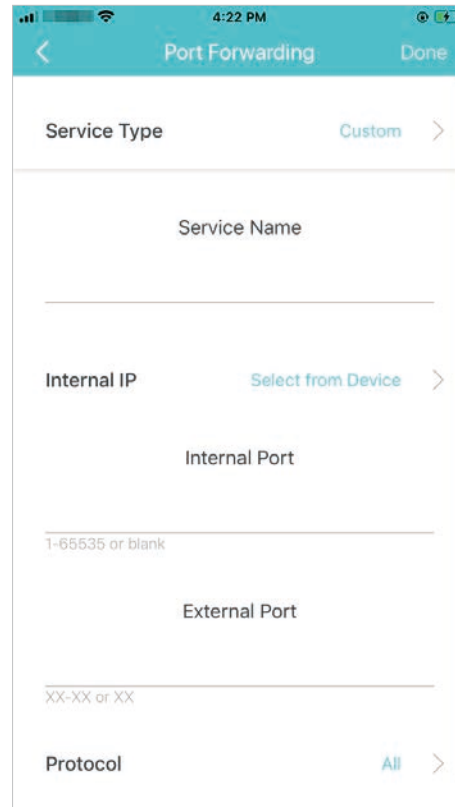 4:22 PM
Port Forwarding Done
Service Type Custom
Service Name
Internal IP Select from Device
Internal Port
1-65535 or blank
External Port
XX-XX or XX
Protocol All